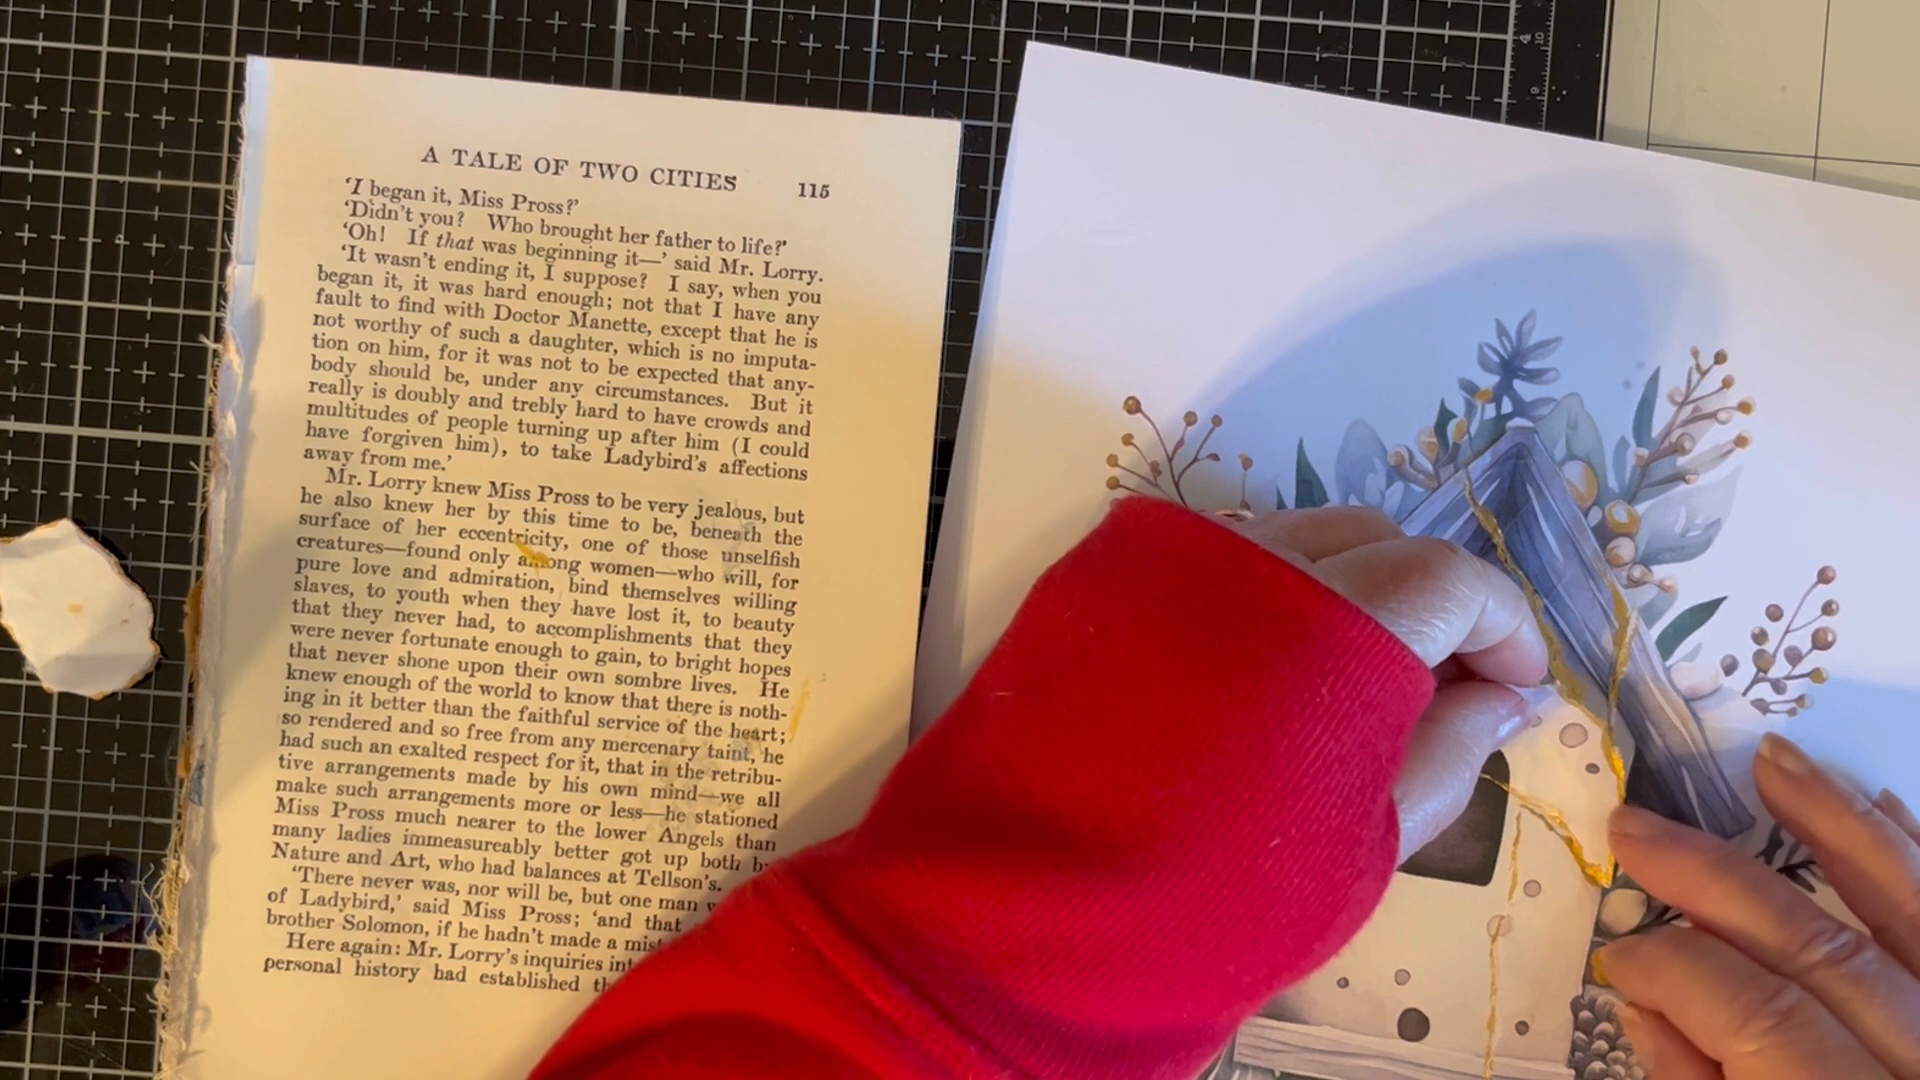 A TALE OF TWO CITIES 115
‘I began it, Miss Pross?’
‘Didn’t you? Who brought her father to life?’
‘Oh! If that was beginning it—’ said Mr. Lorry.
‘It wasn’t ending it, I suppose? I say, when you
began it, it was hard enough; not that I have any
fault to find with Doctor Manette, except that he is
not worthy of such a daughter, which is no imputa-
tion on him, for it was not to be expected that any-
body should be, under any circumstances. But it
really is doubly and trebly hard to have crowds and
multitudes of people turning up after him (I could
have forgiven him), to take Ladybird’s affections
away from me.’
Mr. Lorry knew Miss Pross to be very jealous, but
he also knew her by this time to be, beneath the
surface of her eccentricity, one of those unselfish
creatures—found only among women—who will, for
pure love and admiration, bind themselves willing
slaves, to youth when they have lost it, to beauty
that they never had, to accomplishments that they
were never fortunate enough to gain, to bright hopes
that never shone upon their own sombre lives. He
knew enough of the world to know that there is noth-
ing in it better than the faithful service of the heart;
so rendered and so free from any mercenary taint, he
had such an exalted respect for it, that in the retribu-
tive arrangements made by his own mind—we all
make such arrangements more or less—he stationed
Miss Pross much nearer to the lower Angels than
many ladies immeasureably better got up both
Nature and Art, who had balances at Tellson’s.
‘There never was, nor will be, but one man
of Ladybird,’ said Miss Pross; ‘and that
brother Solomon, if he hadn’t made a
Here again: Mr. Lorry’s inquiries
personal history had established